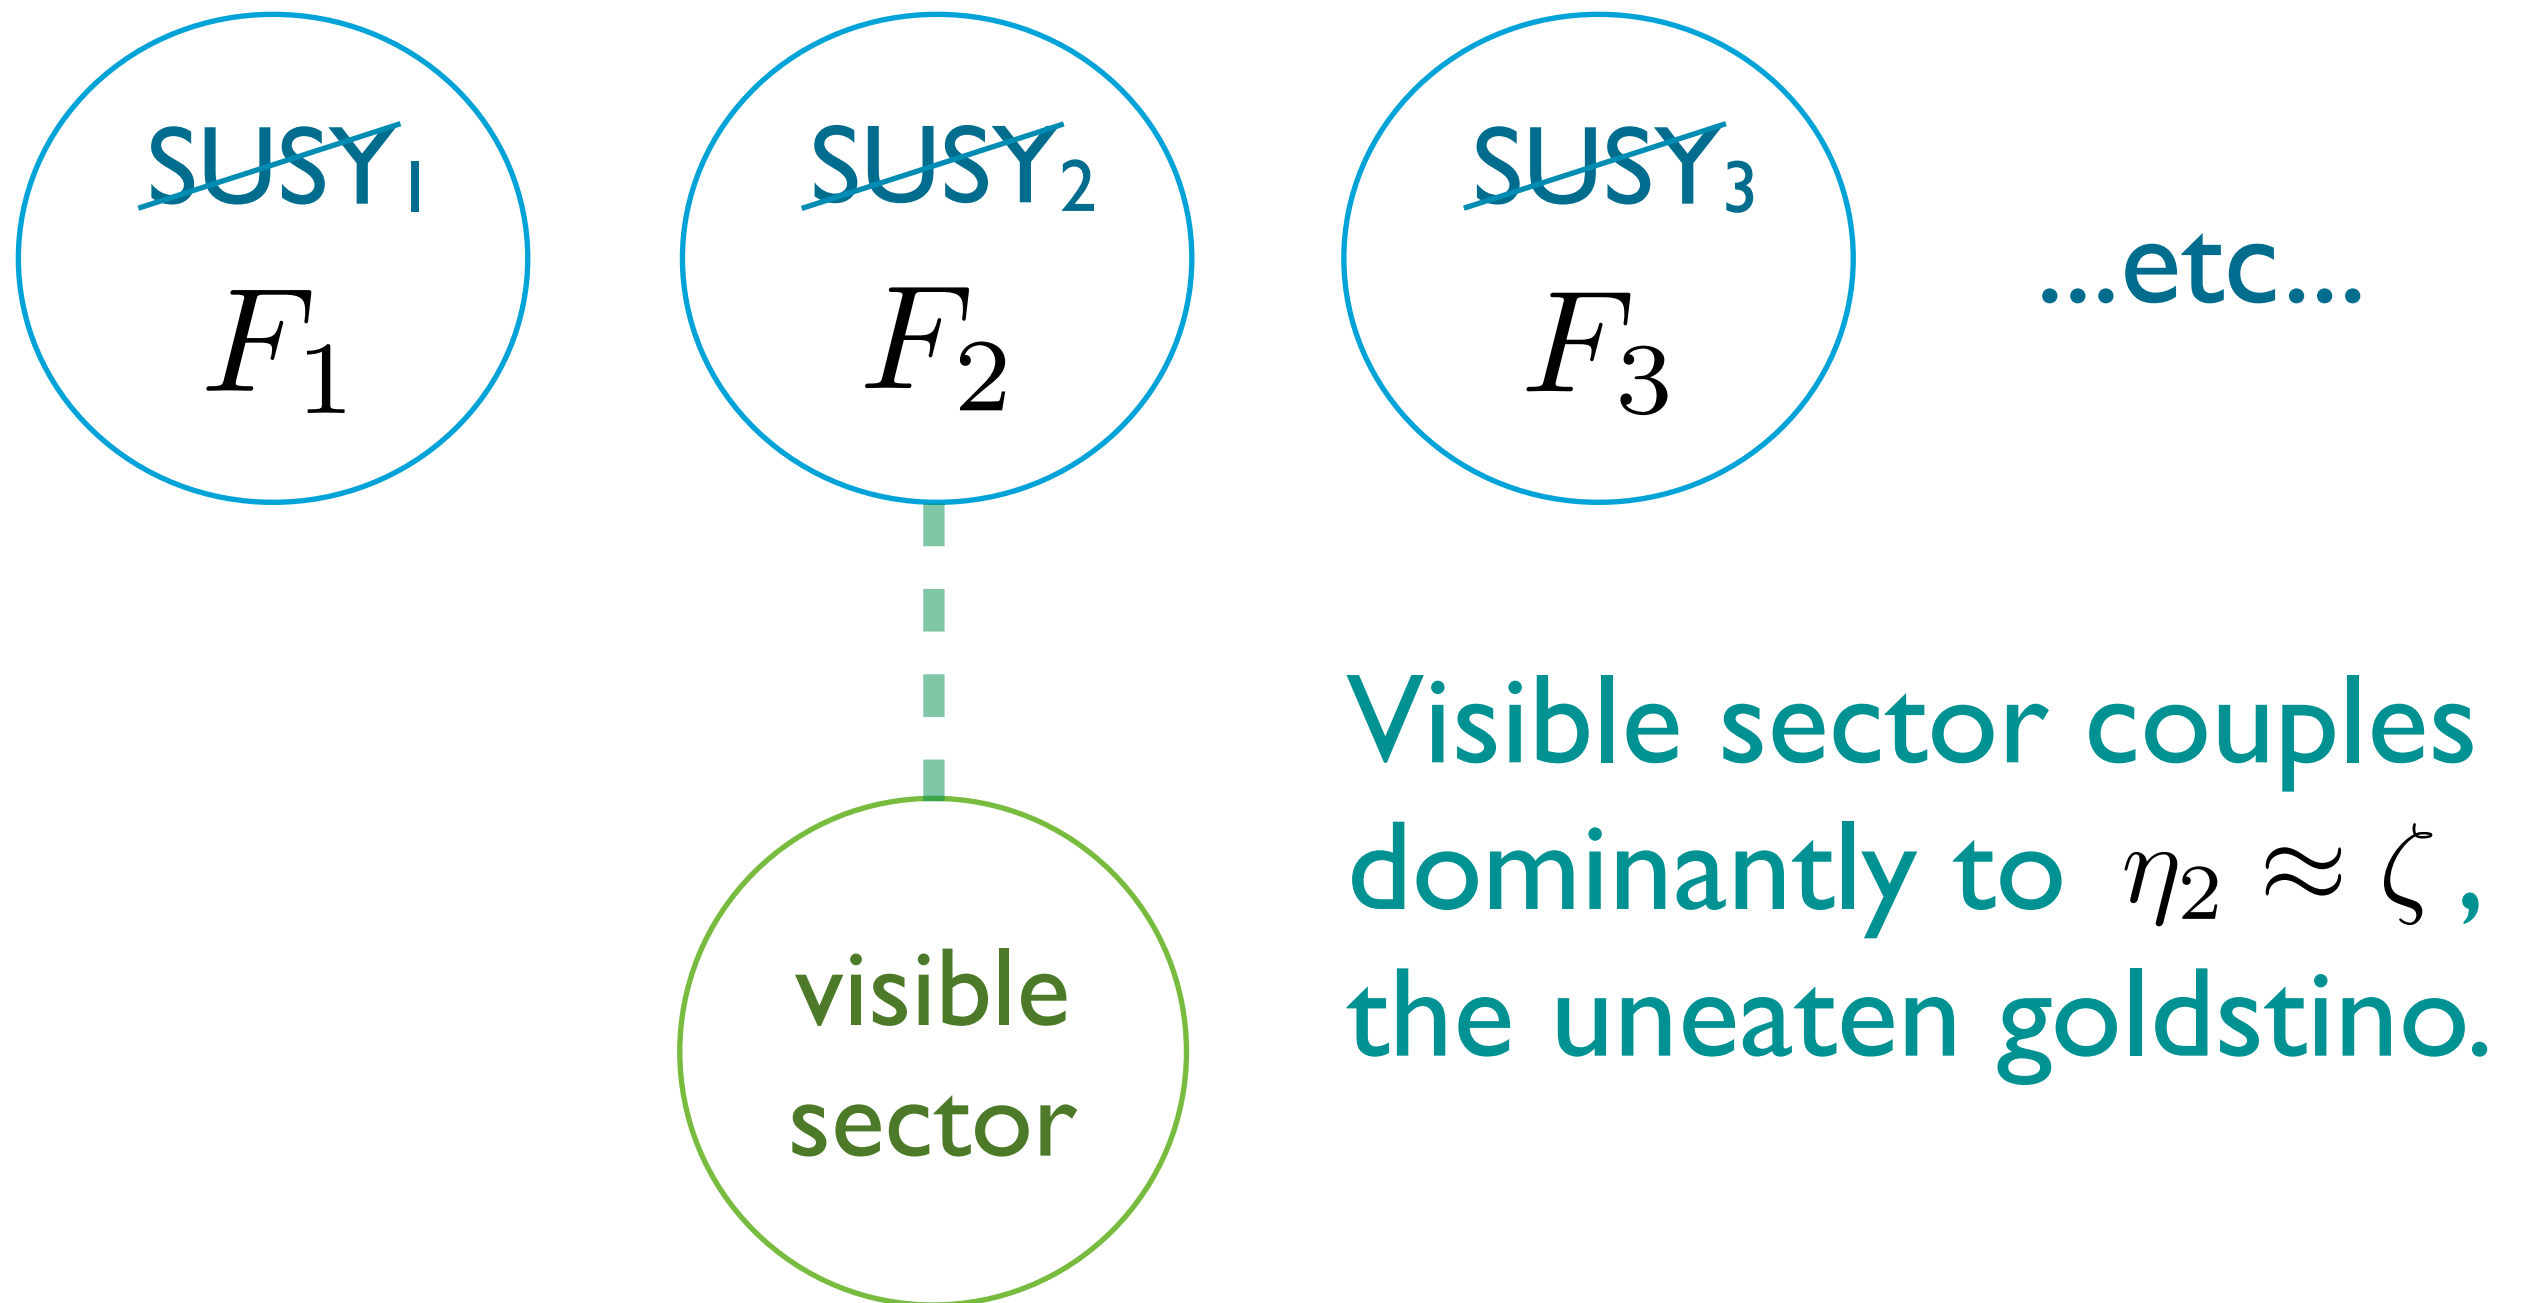 SUSY₁ SUSY₂ SUSY₃
F₁ F₂ F₃
...etc...
Visible sector couples
dominantly to η₂ ≈ ζ,
the uneaten goldstino.
visible
sector